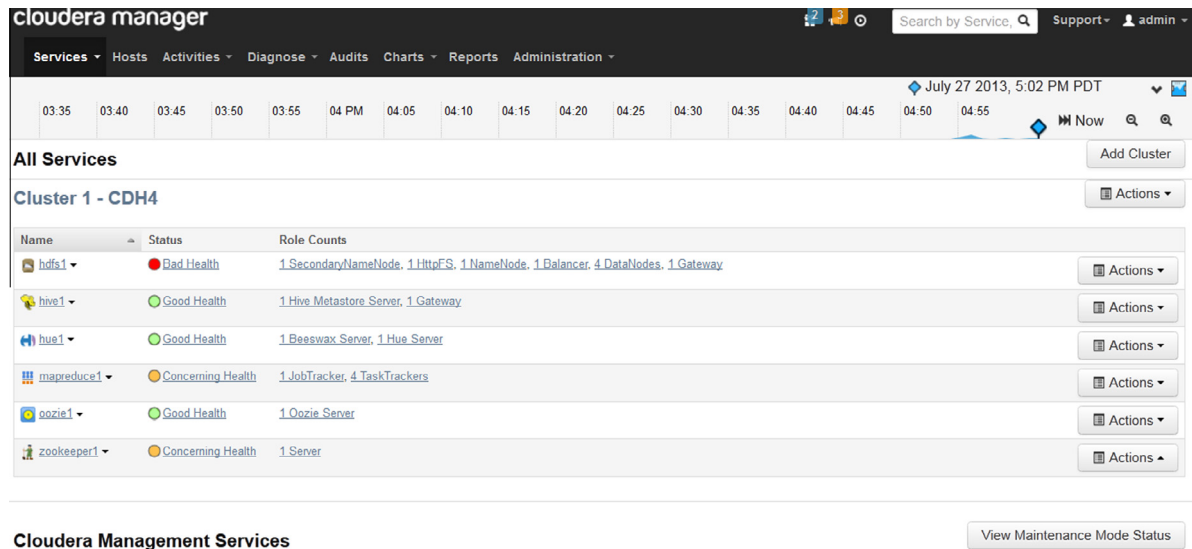 cloudera manager
2 3 Search by Service, Support admin
Services Hosts Activities Diagnose Audits Charts Reports Administration
July 27 2013, 5:02 PM PDT
03:35 03:40 03:45 03:50 03:55 04 PM 04:05 04:10 04:15 04:20 04:25 04:30 04:35 04:40 04:45 04:50 04:55 Now
All Services Add Cluster
Cluster 1 - CDH4 Actions
Name Status Role Counts
hdfs1 Bad Health 1 SecondaryNameNode, 1 HttpFS, 1 NameNode, 1 Balancer, 4 DataNodes, 1 Gateway Actions
hive1 Good Health 1 Hive Metastore Server, 1 Gateway Actions
hue1 Good Health 1 Beeswax Server, 1 Hue Server Actions
mapreduce1 Concerning Health 1 JobTracker, 4 TaskTrackers Actions
oozie1 Good Health 1 Oozie Server Actions
zookeeper1 Concerning Health 1 Server Actions
Cloudera Management Services View Maintenance Mode Status